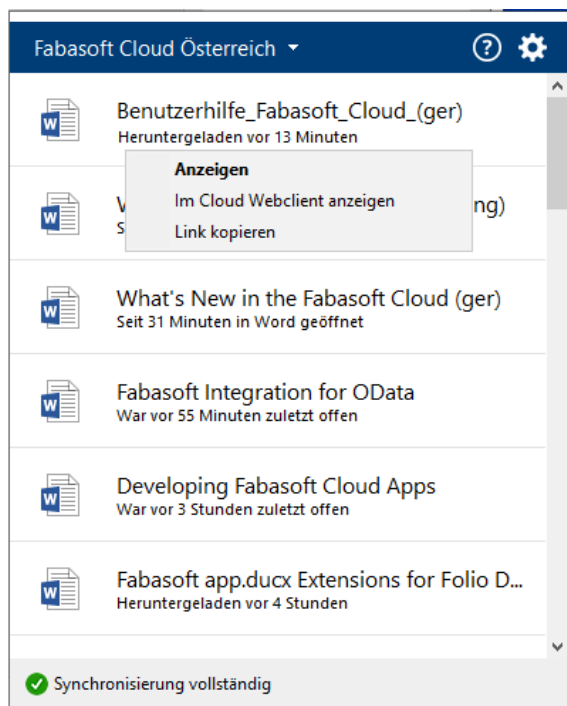 Fabasoft Cloud Österreich
Benutzerhilfe_Fabasoft_Cloud_(ger)
Heruntergeladen vor 13 Minuten
Anzeigen
Im Cloud Webclient anzeigen
Link kopieren
ng)
What's New in the Fabasoft Cloud (ger)
Seit 31 Minuten in Word geöffnet
Fabasoft Integration for OData
War vor 55 Minuten zuletzt offen
Developing Fabasoft Cloud Apps
War vor 3 Stunden zuletzt offen
Fabasoft app.ducx Extensions for Folio D...
Heruntergeladen vor 4 Stunden
Synchronisierung vollständig